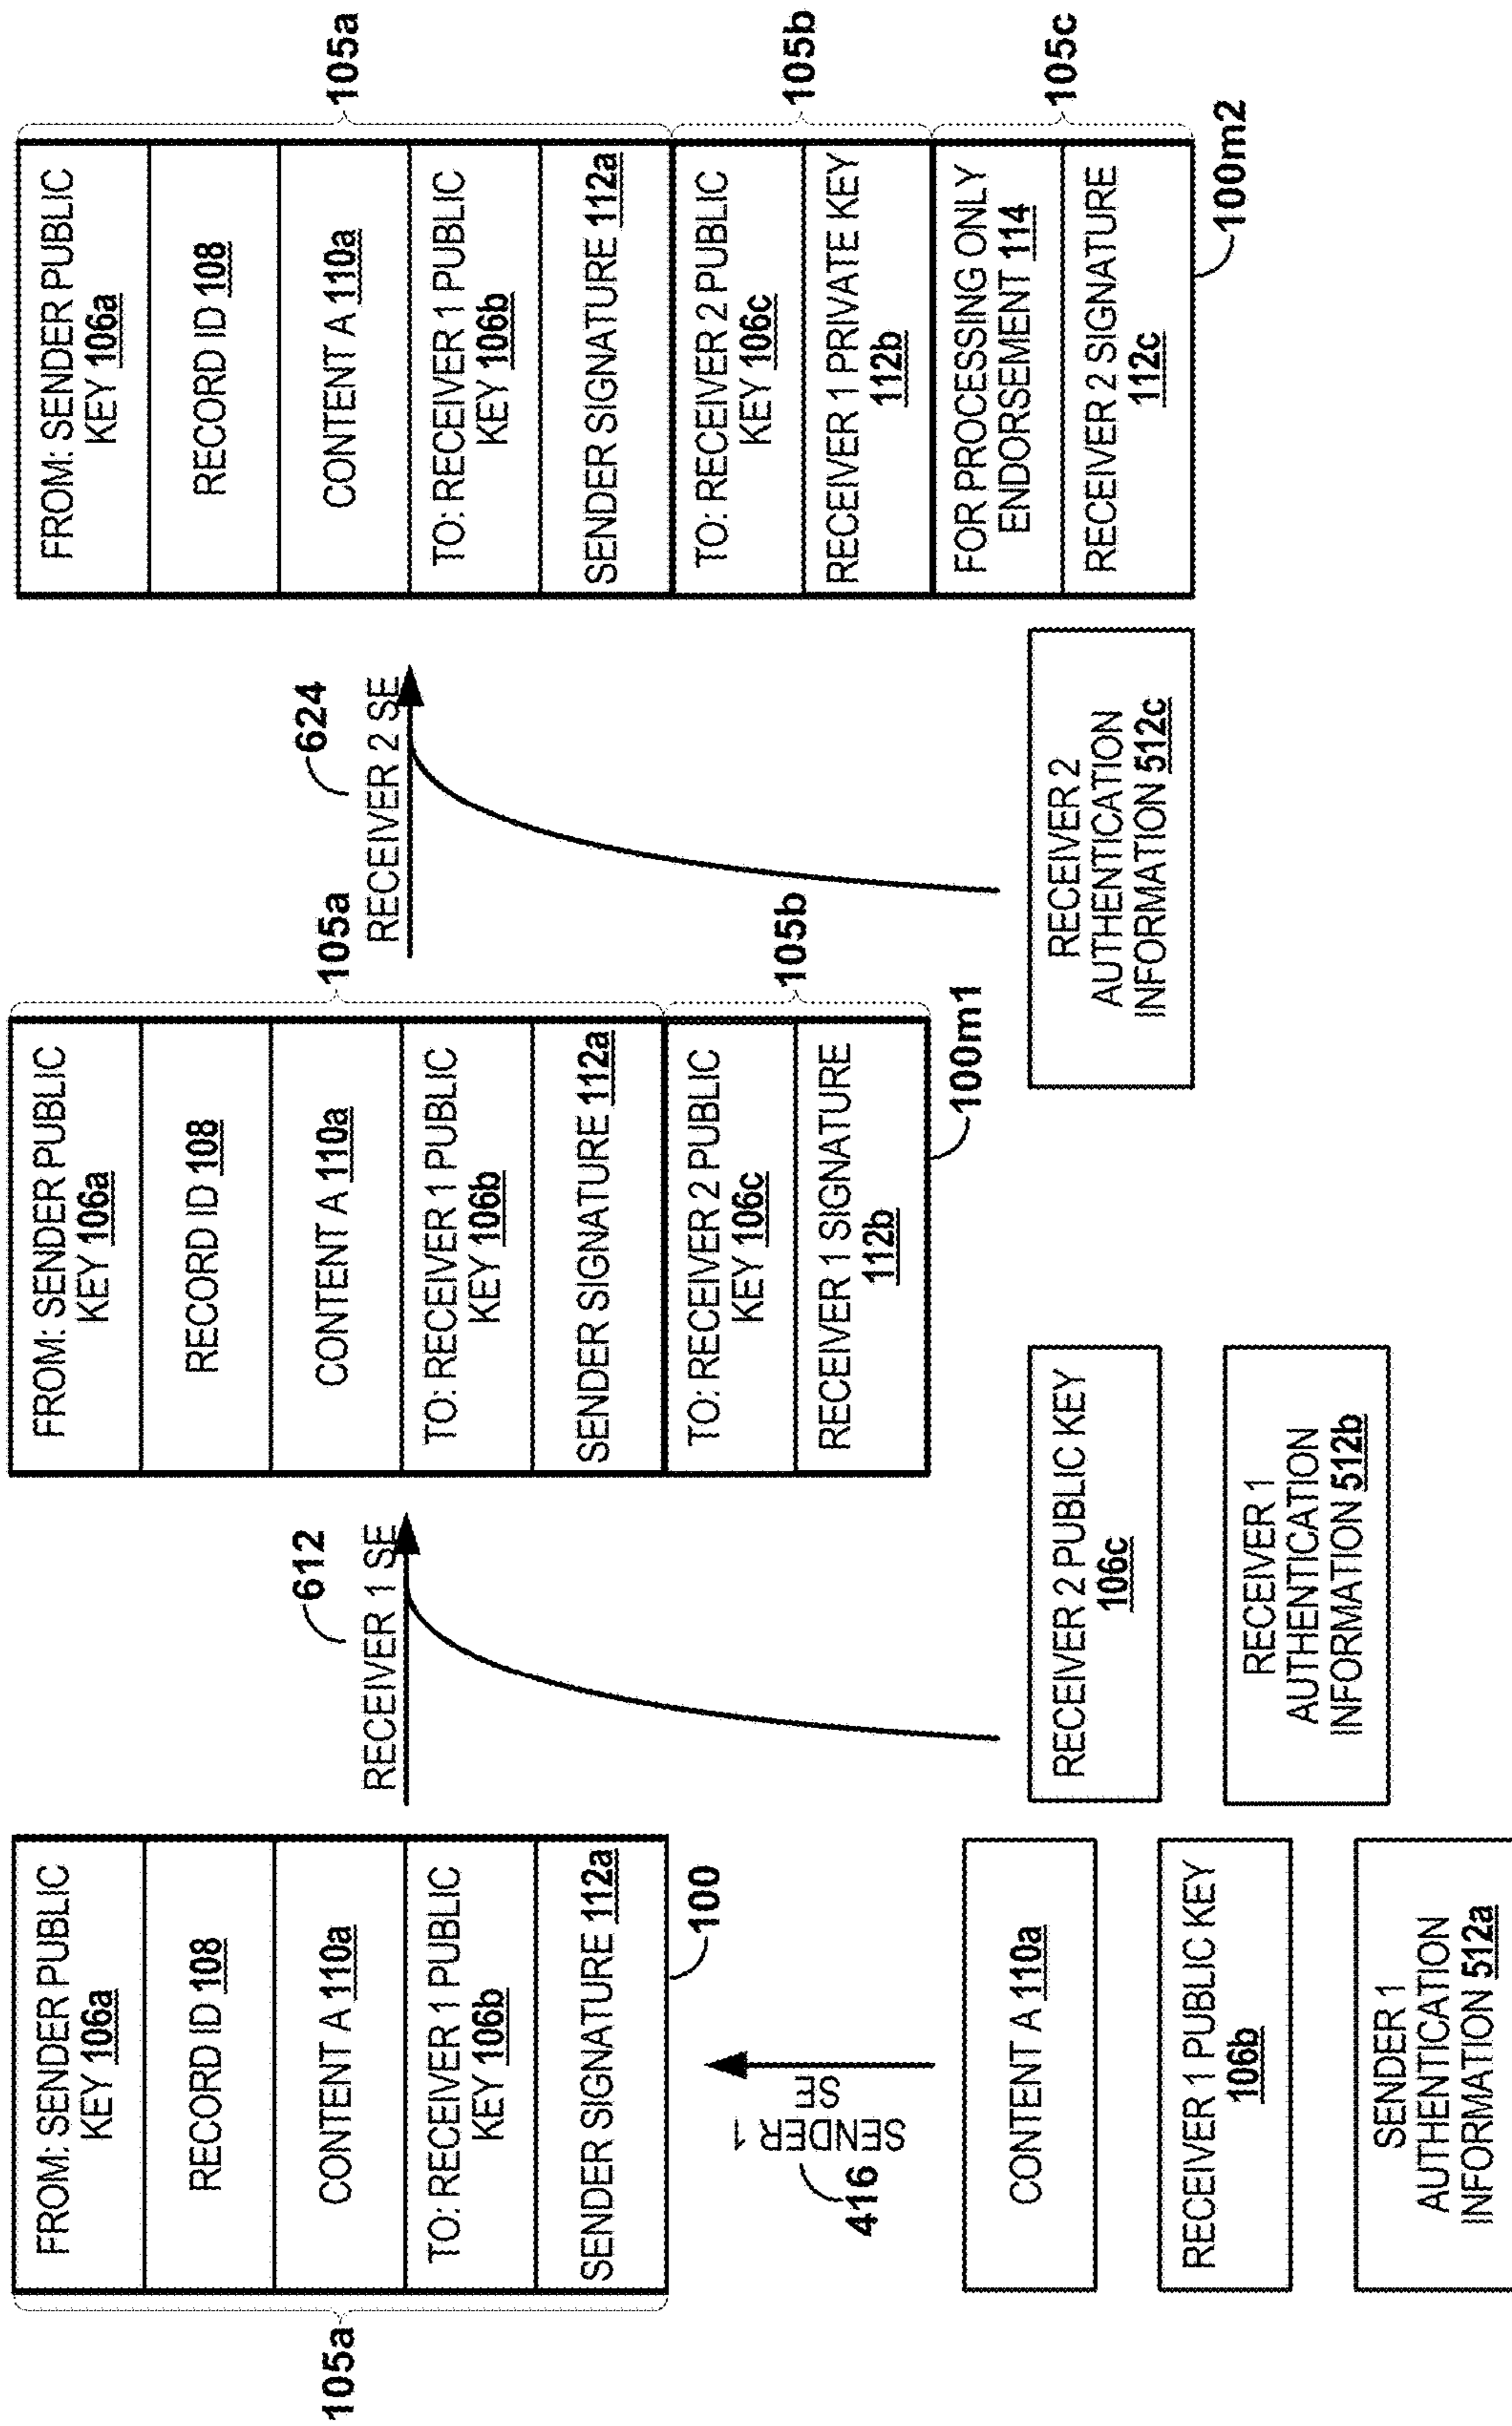 105a
FROM: SENDER PUBLIC
KEY 106a
RECORD ID 108
CONTENT A 110a
TO: RECEIVER 1 PUBLIC
KEY 106b
SENDER SIGNATURE 112a
100
416
SENDER 1
SE
CONTENT A 110a
RECEIVER 1 PUBLIC KEY
106b
SENDER 1
AUTHENTICATION
INFORMATION 512a
612
RECEIVER 1 SE
RECEIVER 2 PUBLIC KEY
106c
RECEIVER 1
AUTHENTICATION
INFORMATION 512b
105a
FROM: SENDER PUBLIC
KEY 106a
RECORD ID 108
CONTENT A 110a
TO: RECEIVER 1 PUBLIC
KEY 106b
SENDER SIGNATURE 112a
105b
TO: RECEIVER 2 PUBLIC
KEY 106c
RECEIVER 1 SIGNATURE
112b
100m1
624
RECEIVER 2 SE
RECEIVER 2
AUTHENTICATION
INFORMATION 512c
105a
FROM: SENDER PUBLIC
KEY 106a
RECORD ID 108
CONTENT A 110a
TO: RECEIVER 1 PUBLIC
KEY 106b
SENDER SIGNATURE 112a
105b
TO: RECEIVER 2 PUBLIC
KEY 106c
RECEIVER 1 PRIVATE KEY
112b
105c
FOR PROCESSING ONLY
ENDORSEMENT 114
RECEIVER 2 SIGNATURE
112c
100m2